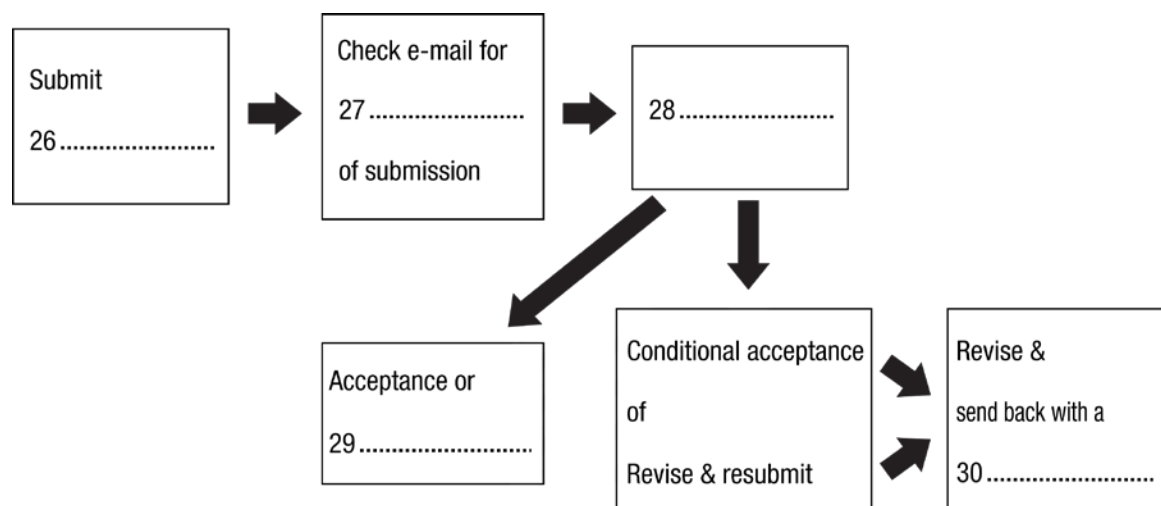 Submit
26 ........................
Check e-mail for
27 ........................
of submission
28 ........................
Acceptance or
29 ...........................
Conditional acceptance
of
Revise & resubmit
Revise &
send back with a
30 ..........................